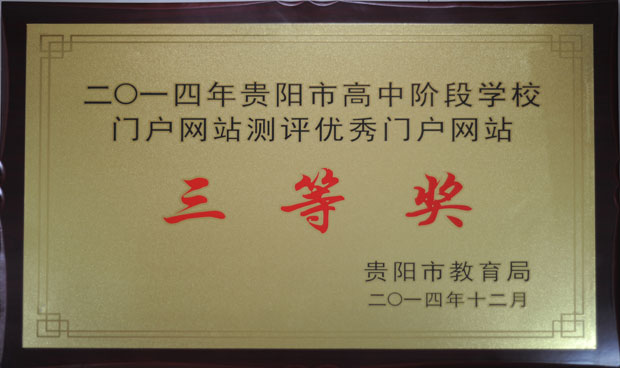 二〇一四年贵阳市高中阶段学校
门户网站测评优秀门户网站
三等奖
贵阳市教育局
二〇一四年十二月